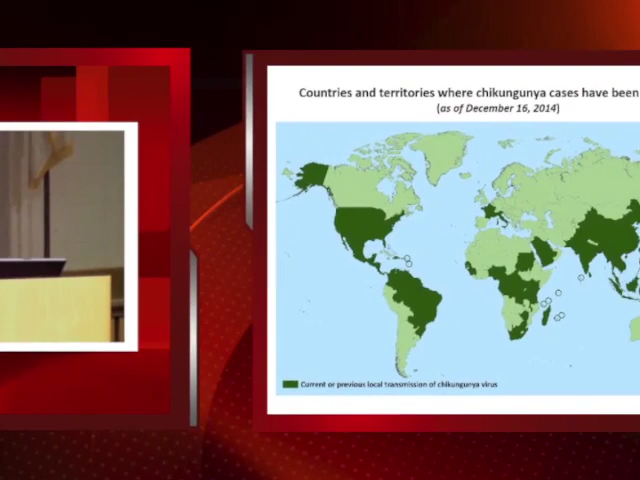 Countries and territories where chikungunya cases have been
(as of December 16, 2014)
Current or previous local transmission of chikungunya virus